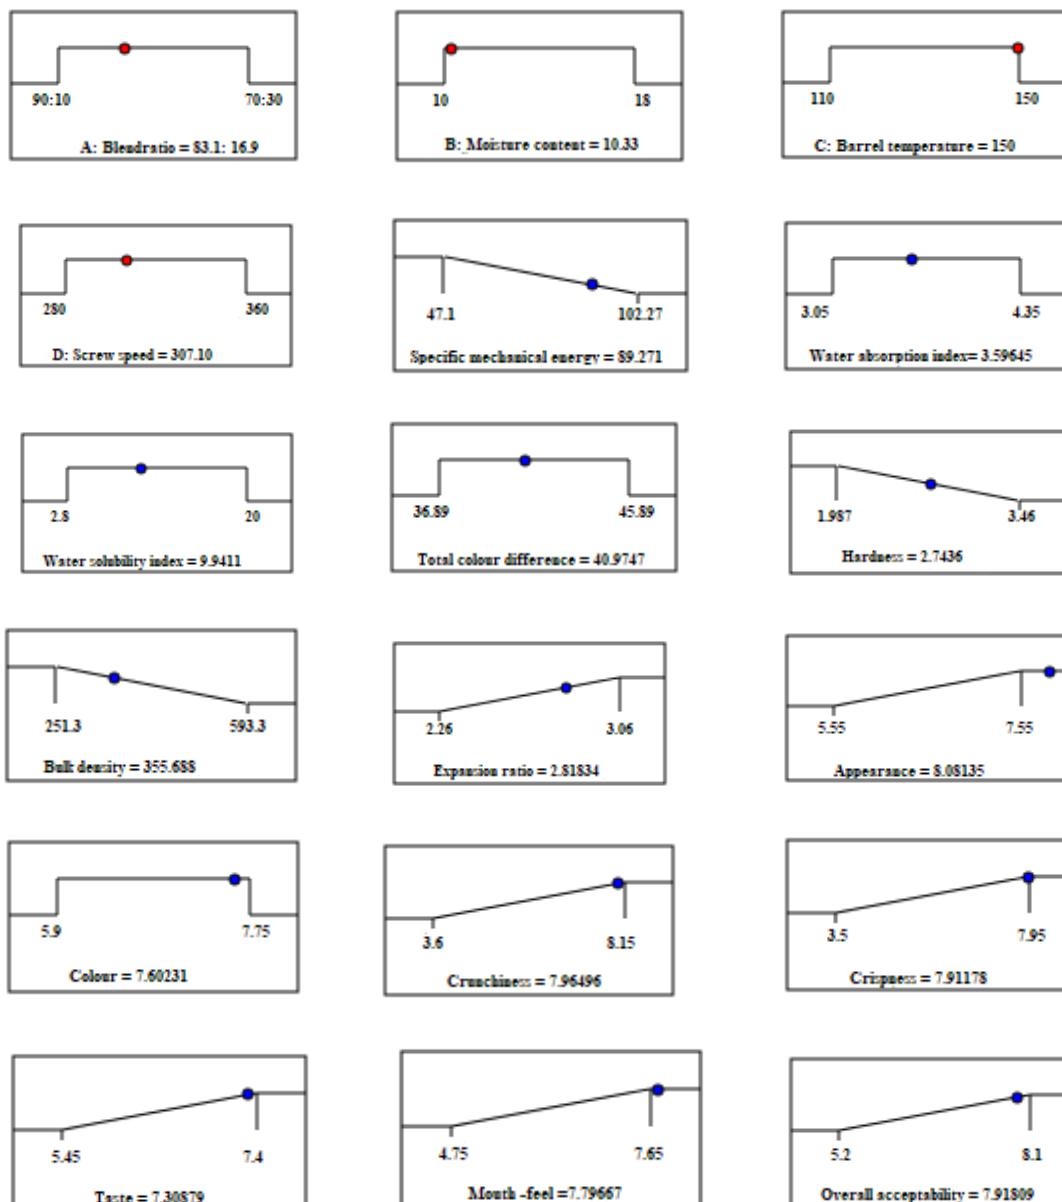 90:10 70:30
A: Blendratio = 83.1: 16.9
10 18
B: Moisture content = 10.33
110 150
C: Barrel temperature = 150
280 360
D: Screw speed = 307.10
47.1 102.27
Specific mechanical energy = 89.271
3.05 4.35
Water absorption index= 3.59645
2.8 20
Water solubility index = 9.9411
36.89 45.89
Total colour difference = 40.9747
1.987 3.46
Hardness = 2.7436
251.3 593.3
Bulk density = 355.688
2.26 3.06
Expansion ratio = 2.81834
5.55 7.55
Appearance = 8.08135
5.9 7.75
Colour = 7.60231
3.6 8.15
Crunchiness = 7.96496
3.5 7.95
Crispness = 7.91178
5.45 7.4
Taste = 7.30879
4.75 7.65
Mouth -feel =7.79667
5.2 8.1
Overall acceptability = 7.91809